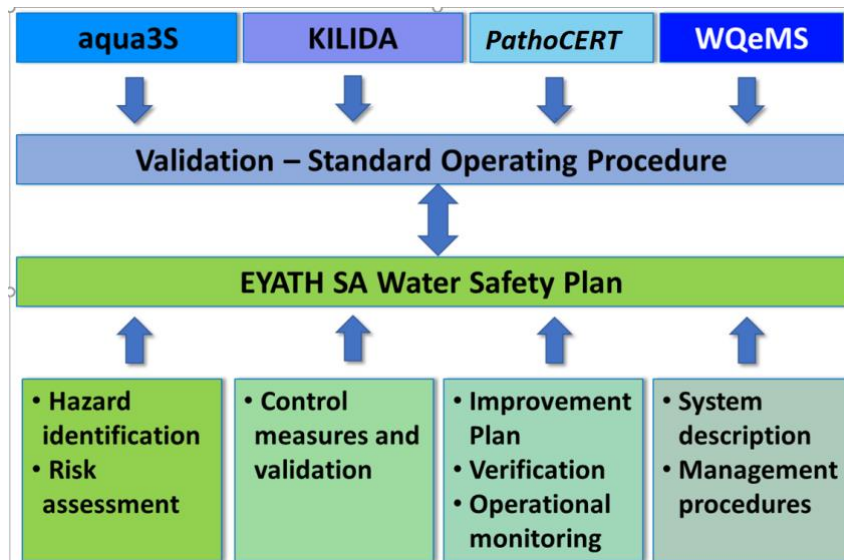 aqua3S
KILIDA
PathoCERT
WQeMS
Validation – Standard Operating Procedure
EYATH SA Water Safety Plan
• Hazard
identification
• Risk
assessment
• Control
measures and
validation
• Improvement
Plan
• Verification
• Operational
monitoring
• System
description
• Management
procedures